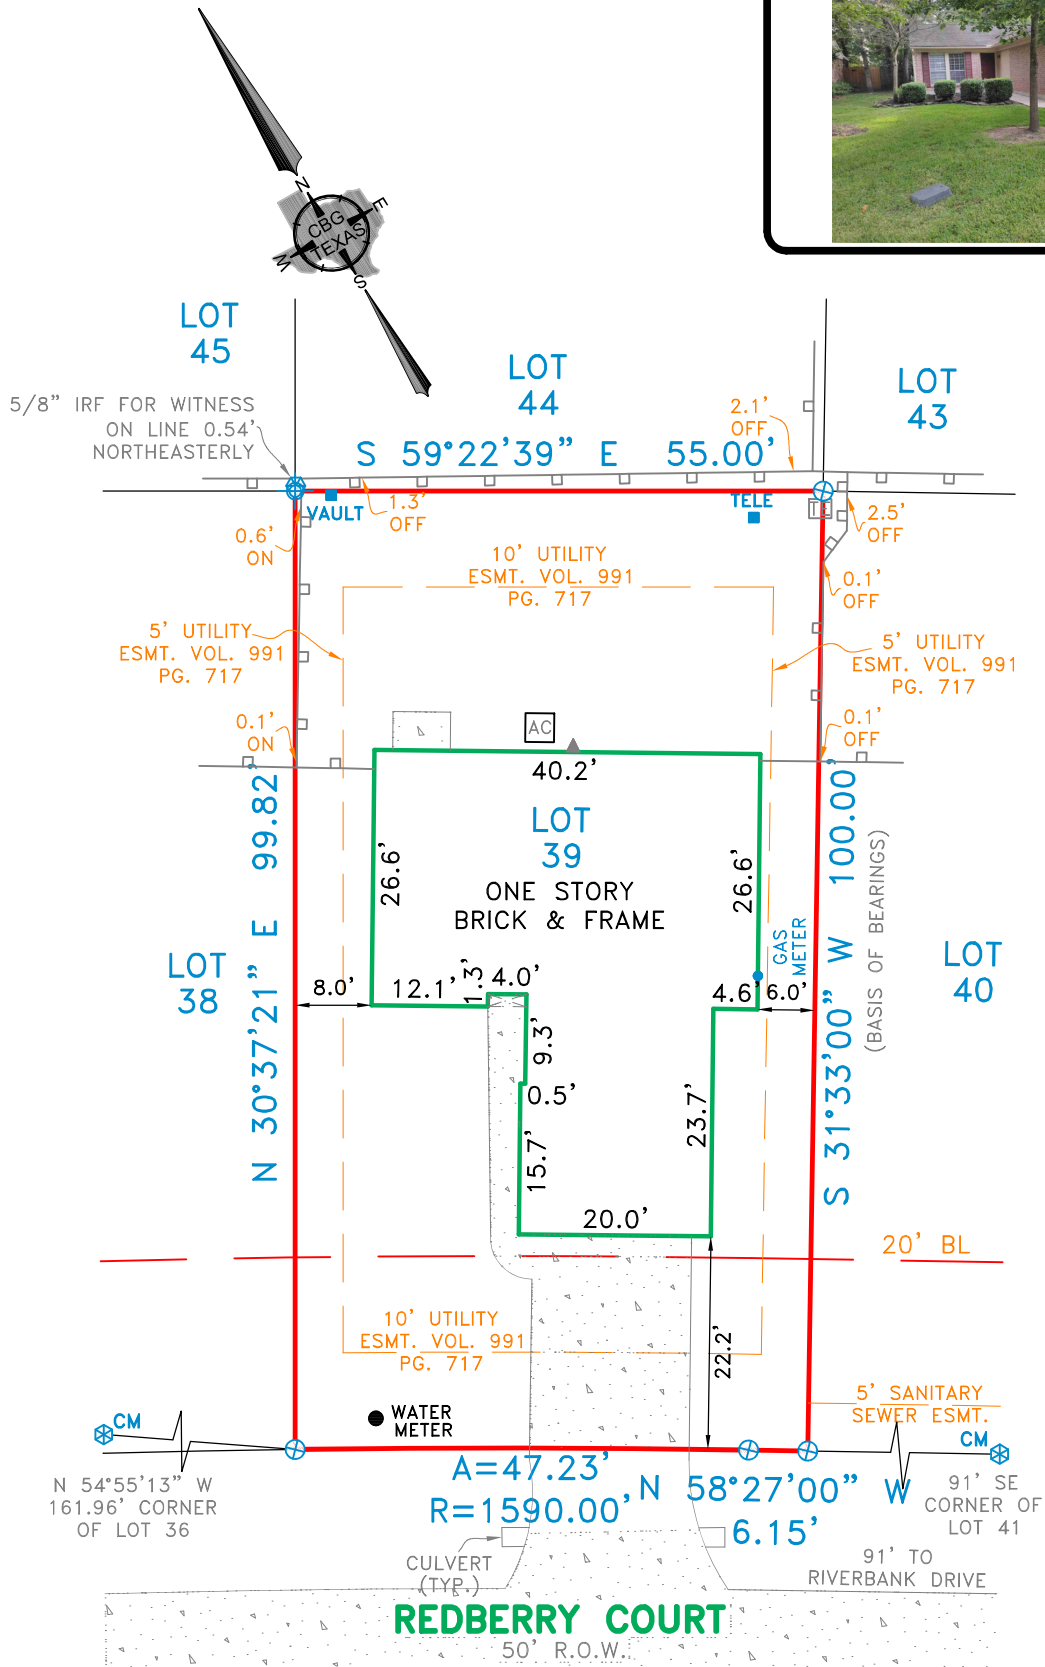 N
E
CBG
TEXAS
W
S
LOT
45
LOT
44
LOT
43
5/8" IRF FOR WITNESS
ON LINE 0.54'
NORTHEASTERLY
2.1'
OFF
S 59°22'39" E 55.00'
VAULT
1.3'
OFF
TELE
TE
2.5'
OFF
0.6'
ON
10' UTILITY
ESMT. VOL. 991
PG. 717
0.1'
OFF
5' UTILITY
ESMT. VOL. 991
PG. 717
5' UTILITY
ESMT. VOL. 991
PG. 717
0.1'
ON
AC
0.1'
OFF
40.2'
N 30°37'21" E 99.82'
26.6'
LOT
39
ONE STORY
BRICK & FRAME
26.6'
GAS
METER
S 31°33'00" W 100.00'
(BASIS OF BEARINGS)
LOT
38
LOT
40
8.0'
12.1'
1.3'
4.0'
4.6'
6.0'
9.3'
0.5'
15.7'
23.7'
20.0'
20' BL
10' UTILITY
ESMT. VOL. 991
PG. 717
22.2'
5' SANITARY
SEWER ESMT.
CM
WATER
METER
CM
N 54°55'13" W
161.96' CORNER
OF LOT 36
A=47.23'
R=1590.00'
N 58°27'00" W
6.15'
91' SE
CORNER OF
LOT 41
CULVERT
(TYP.)
91' TO
RIVERBANK DRIVE
REDBERRY COURT
50' R.O.W.